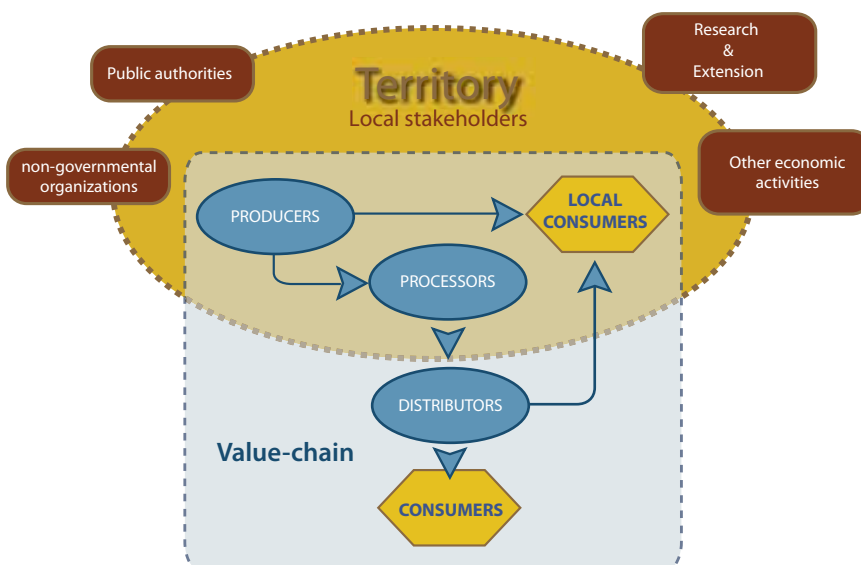 Research
&
Extension
Public authorities
Territory
Local stakeholders
non-governmental
organizations
Other economic
activities
PRODUCERS
LOCAL
CONSUMERS
PROCESSORS
DISTRIBUTORS
Value-chain
CONSUMERS